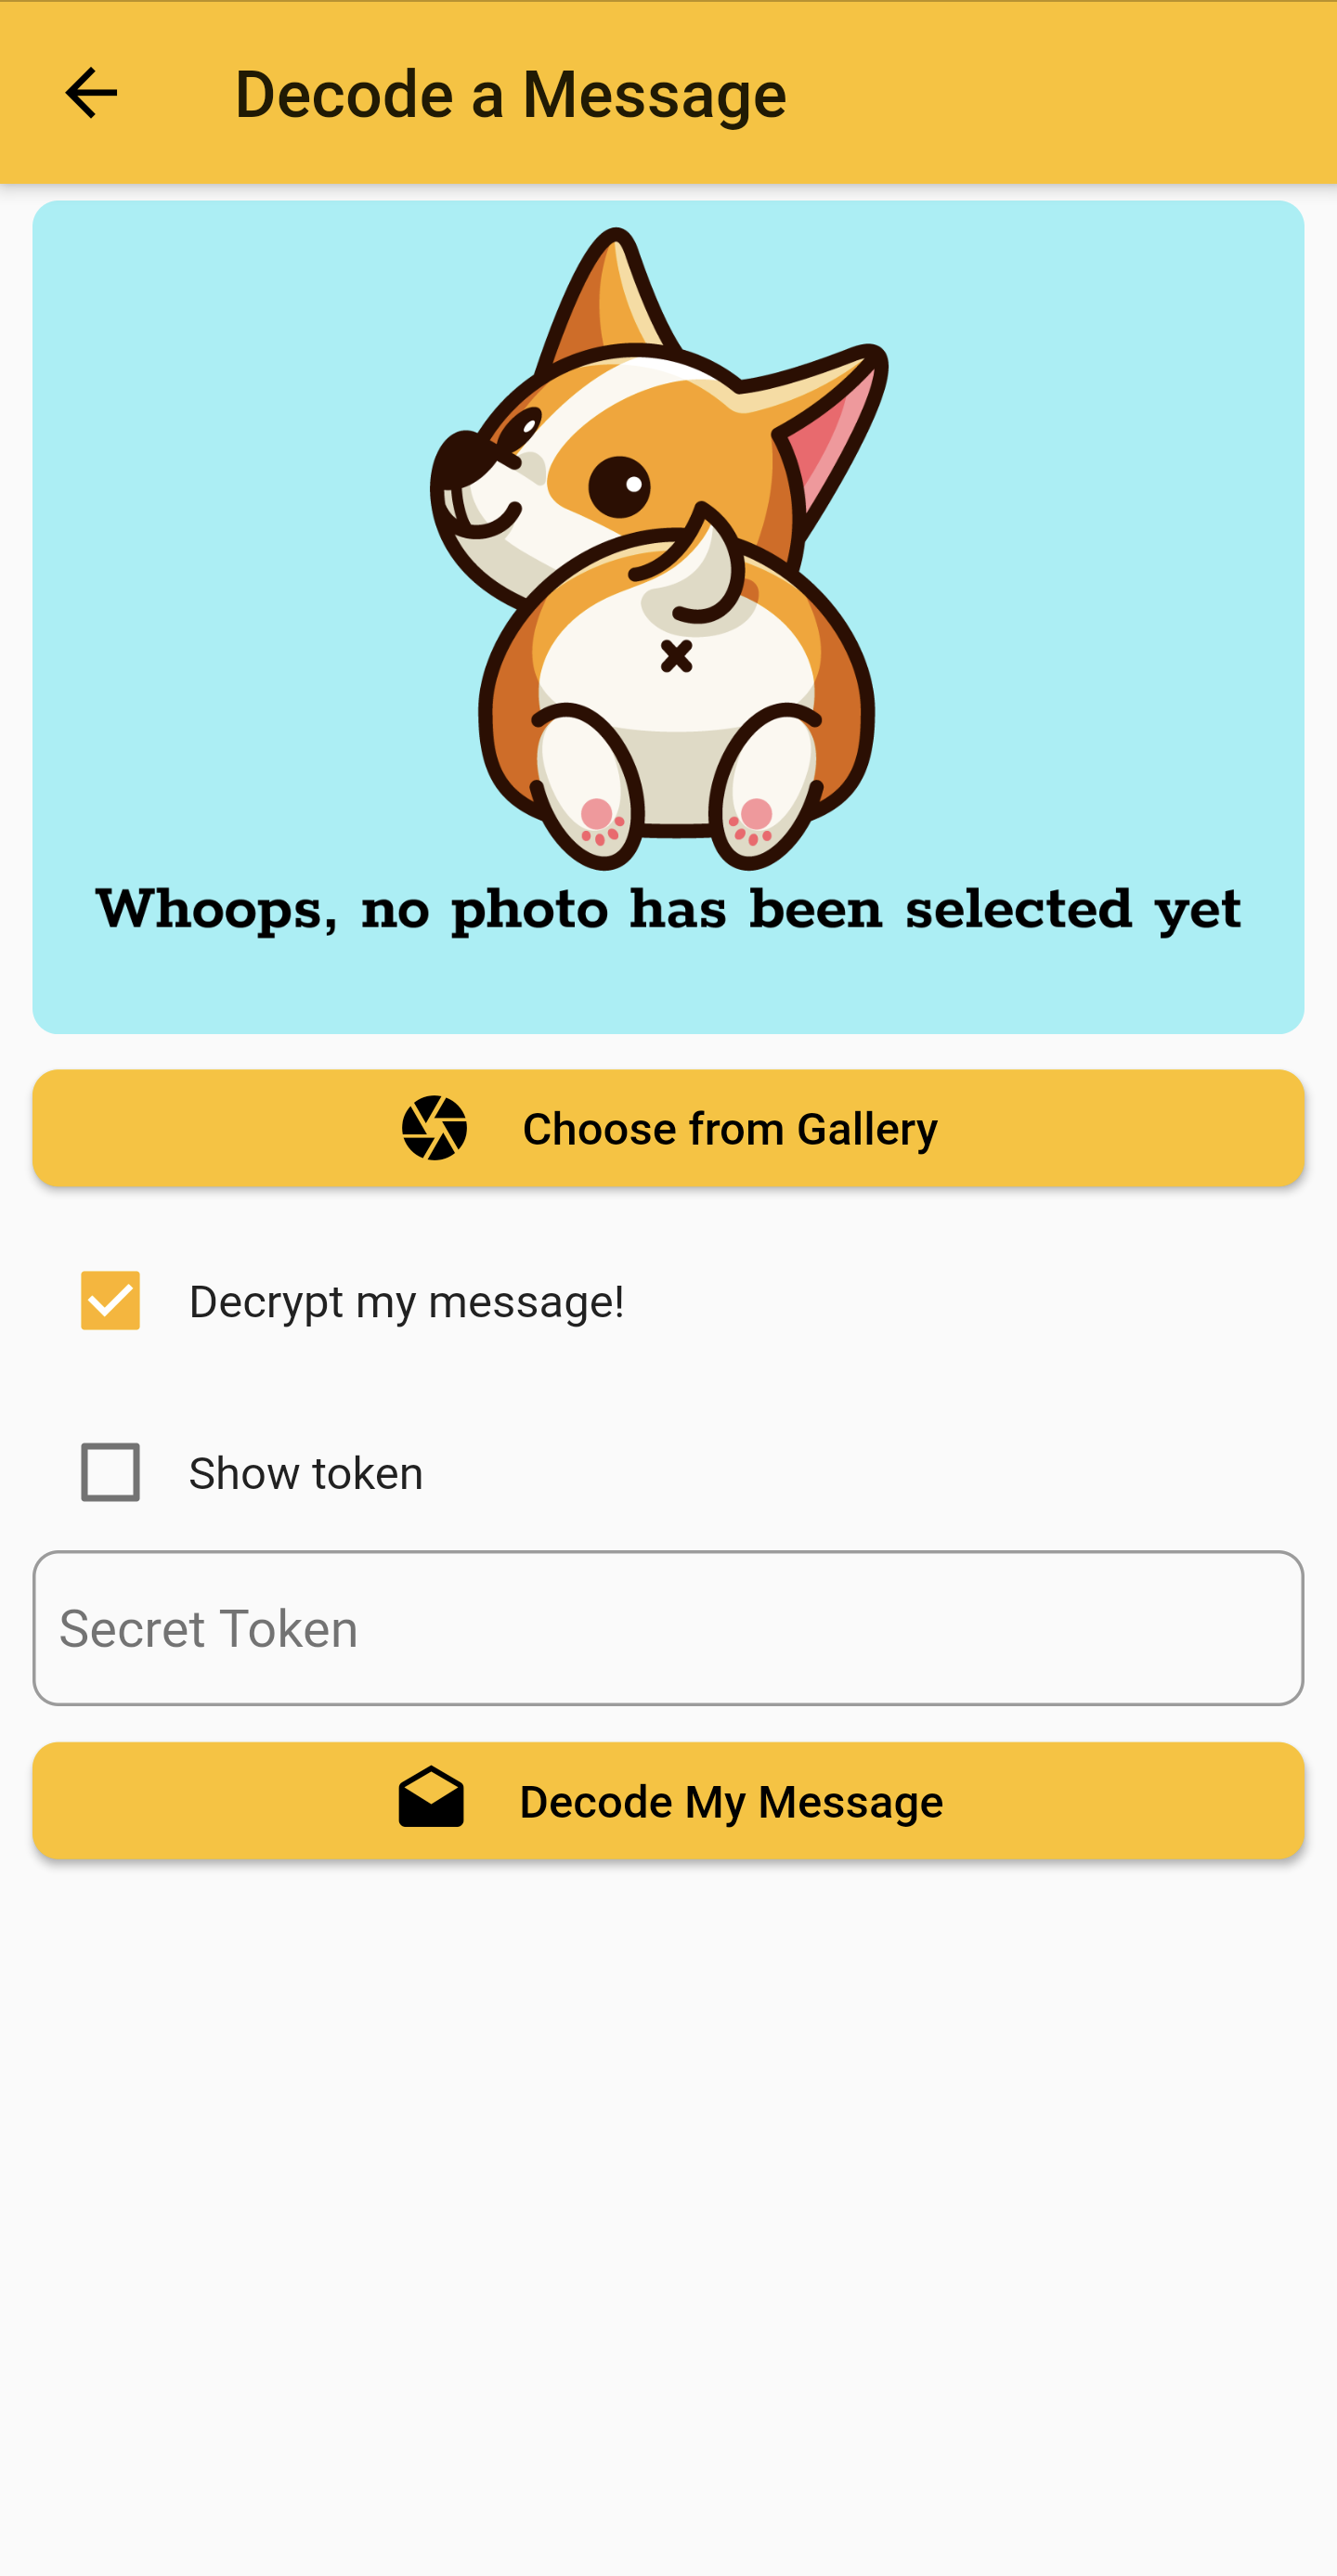 Decode a Message
Whoops, no photo has been selected yet
Choose from Gallery
Decrypt my message!
Show token
Secret Token
Decode My Message